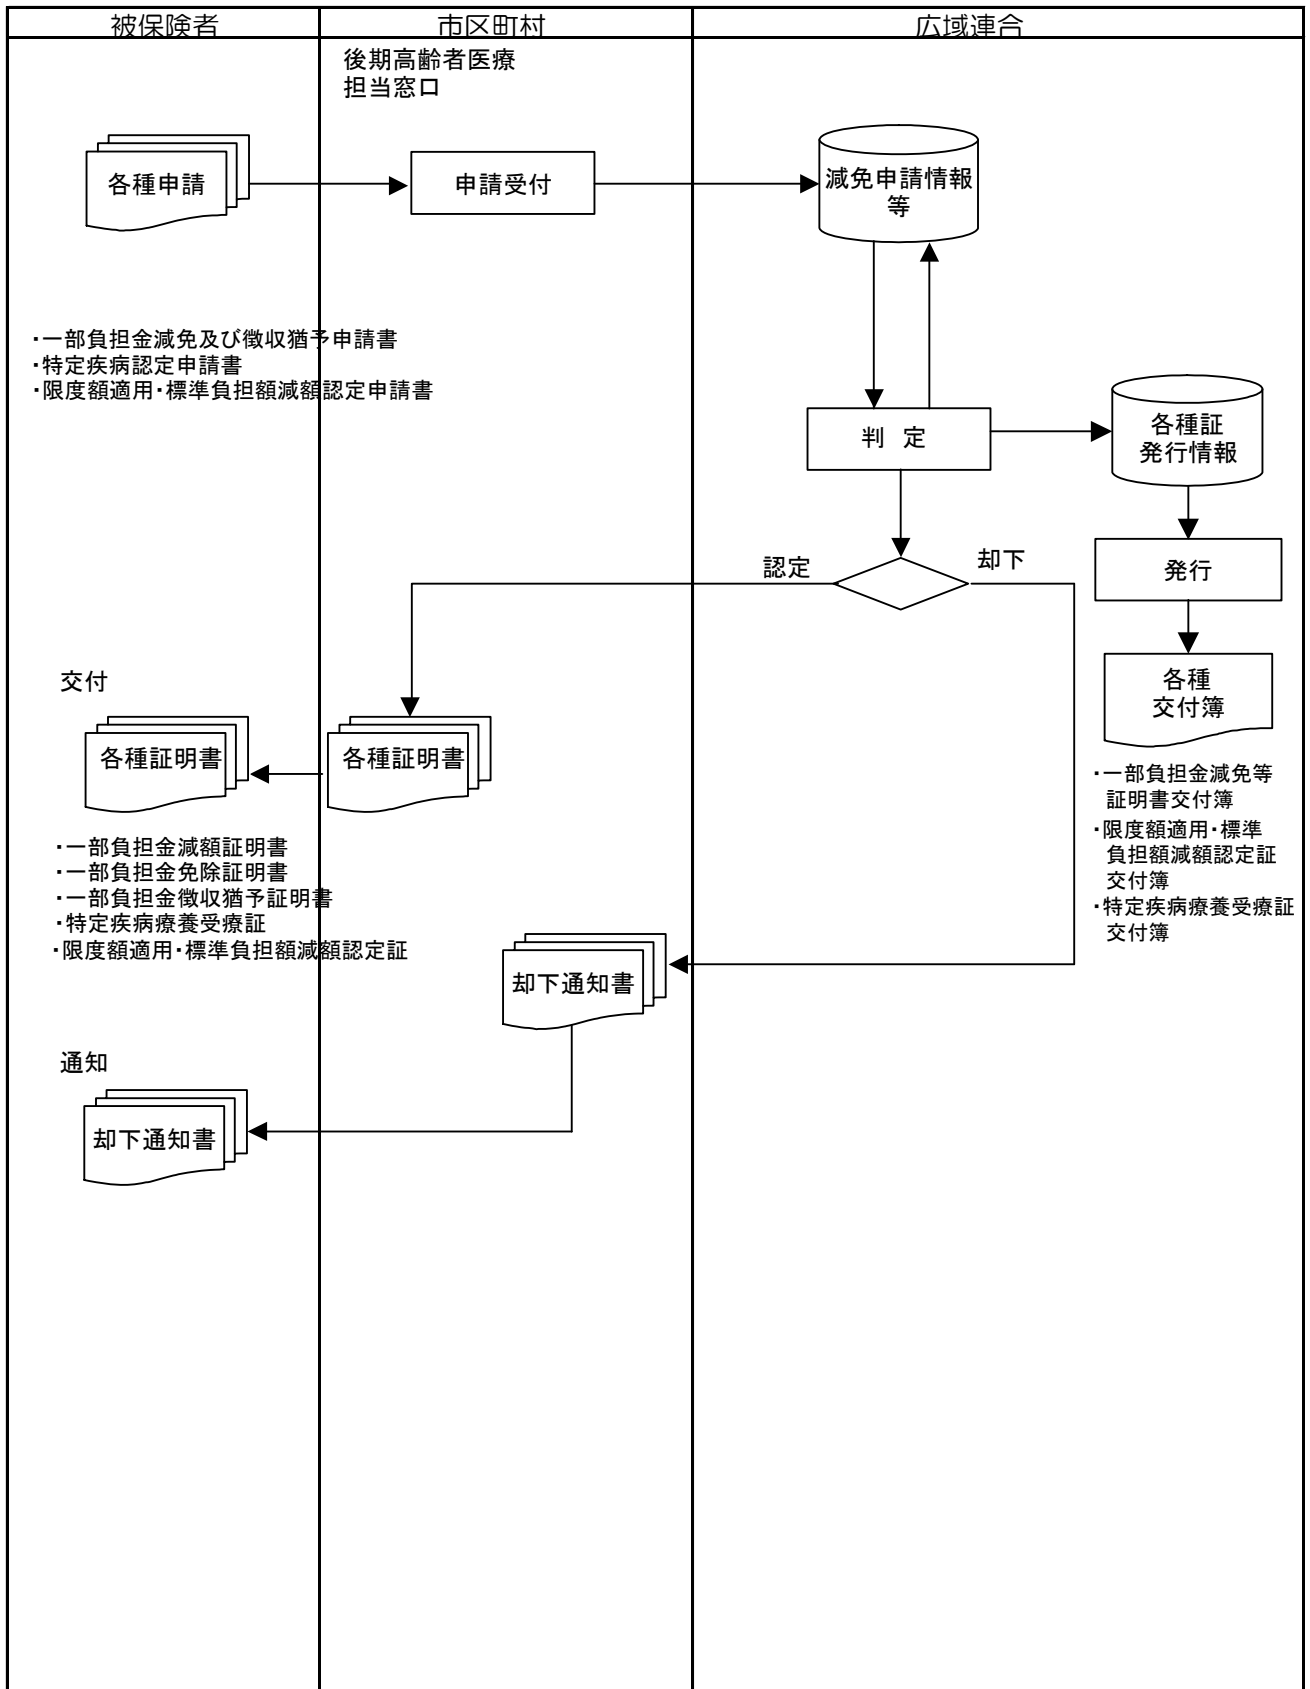 被保険者
市区町村
広域連合
後期高齢者医療
担当窓口
各種申請
申請受付
減免申請情報
等
・一部負担金減免及び徴収猶予申請書
・特定疾病認定申請書
・限度額適用・標準負担額減額認定申請書
判 定
各種証
発行情報
認定
却下
発行
交付
各種
交付簿
各種証明書
各種証明書
・一部負担金減免等
証明書交付簿
・限度額適用・標準
負担額減額認定証
交付簿
・特定疾病療養受療証
交付簿
・一部負担金減額証明書
・一部負担金免除証明書
・一部負担金徴収猶予証明書
・特定疾病療養受療証
・限度額適用・標準負担額減額認定証
却下通知書
通知
却下通知書